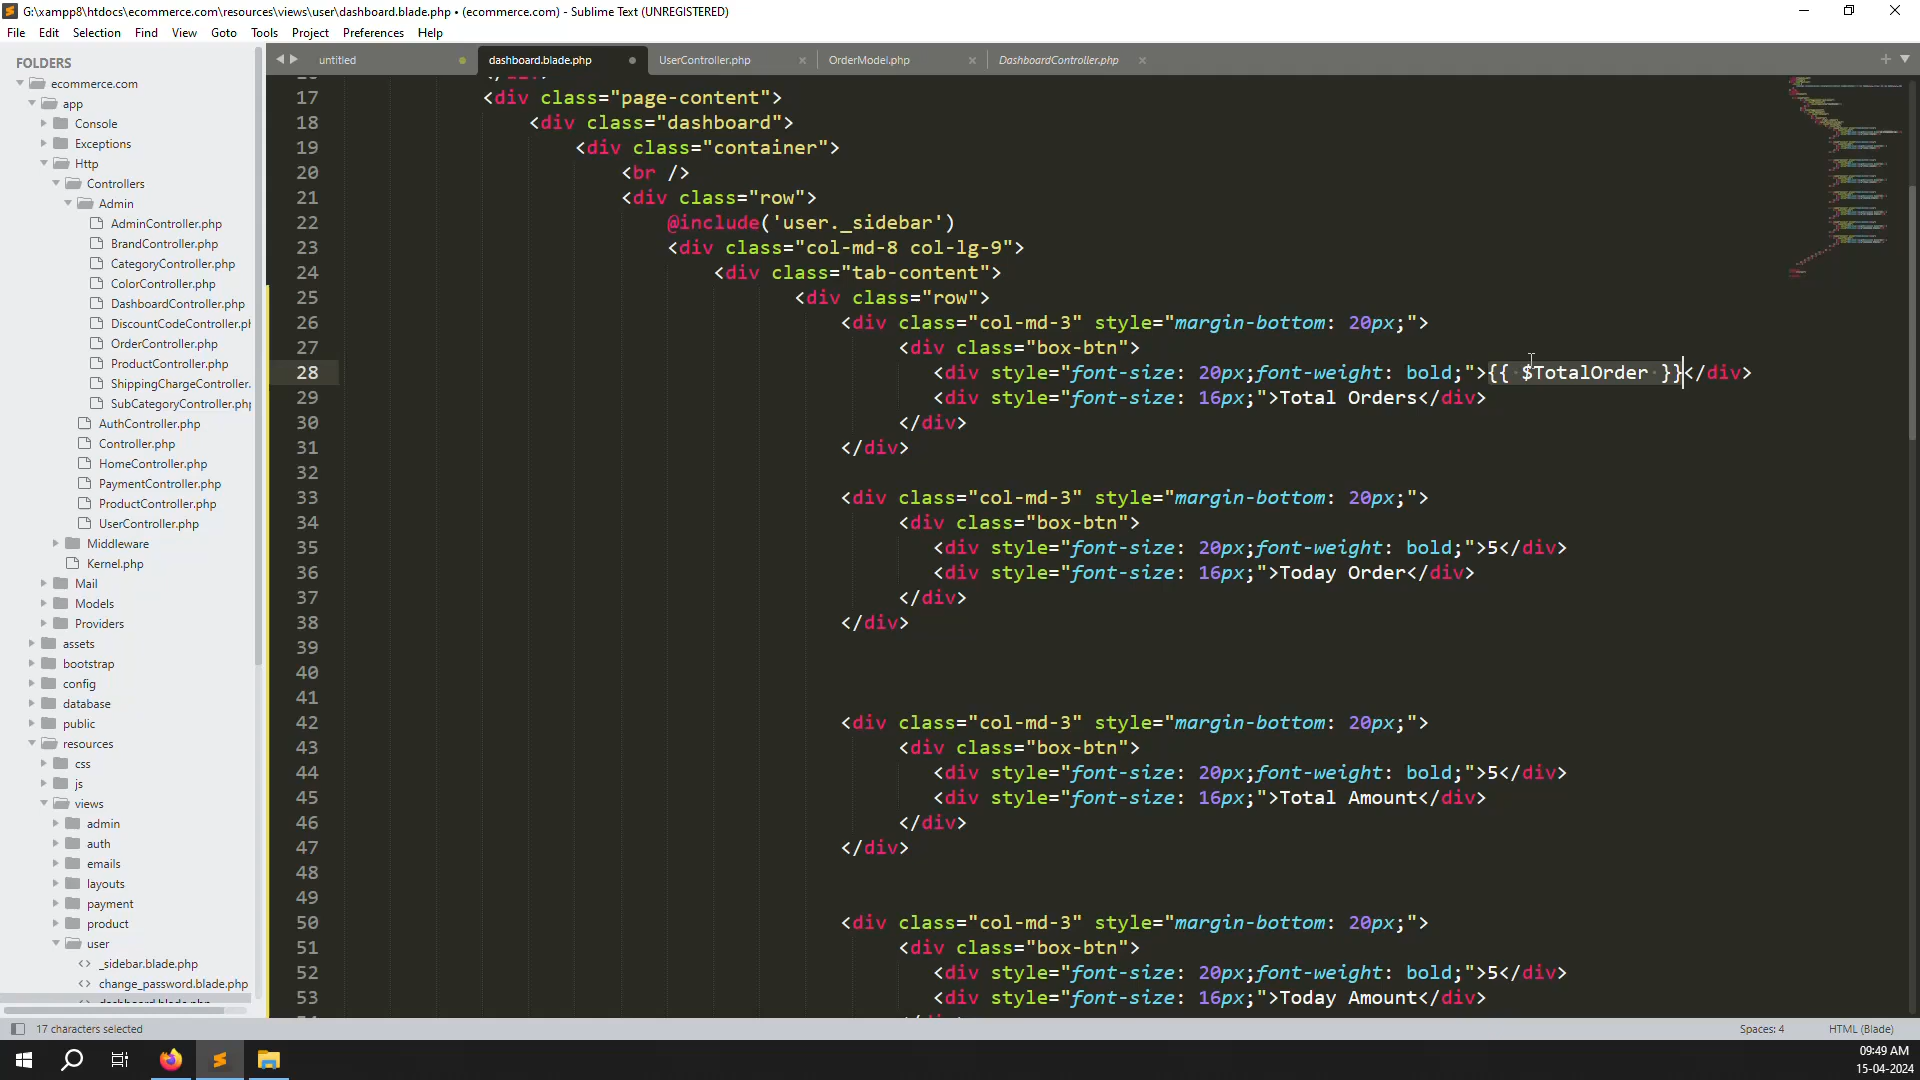 G:\xampp8\htdocs\ecommerce.com\resources\views\user\dashboard.blade.php • (ecommerce.com) - Sublime Text (UNREGISTERED)
File Edit Selection Find View Goto Tools Project Preferences Help
FOLDERS
ecommerce.com
app
Console
Exceptions
Http
Controllers
Admin
AdminController.php
BrandController.php
CategoryController.php
ColorController.php
DashboardController.php
DiscountCodeController.ph
OrderController.php
ProductController.php
ShippingChargeController.
SubCategoryController.php
AuthController.php
Controller.php
HomeController.php
PaymentController.php
ProductController.php
UserController.php
Middleware
Kernel.php
Mail
Models
Providers
assets
bootstrap
config
database
public
resources
css
js
views
admin
auth
emails
layouts
payment
product
user
_sidebar.blade.php
change_password.blade.php
dashboard.blade.php
untitled
dashboard.blade.php
UserController.php
OrderModel.php
DashboardController.php
16 </div>
17 <div class="page-content">
18 <div class="dashboard">
19 <div class="container">
20 <br />
21 <div class="row">
22 @include('user._sidebar')
23 <div class="col-md-8 col-lg-9">
24 <div class="tab-content">
25 <div class="row">
26 <div class="col-md-3" style="margin-bottom: 20px;">
27 <div class="box-btn">
28 <div style="font-size: 20px;font-weight: bold;">{{ $TotalOrder }}</div>
29 <div style="font-size: 16px;">Total Orders</div>
30 </div>
31 </div>
32
33 <div class="col-md-3" style="margin-bottom: 20px;">
34 <div class="box-btn">
35 <div style="font-size: 20px;font-weight: bold;">5</div>
36 <div style="font-size: 16px;">Today Order</div>
37 </div>
38 </div>
39
40
41
42 <div class="col-md-3" style="margin-bottom: 20px;">
43 <div class="box-btn">
44 <div style="font-size: 20px;font-weight: bold;">5</div>
45 <div style="font-size: 16px;">Total Amount</div>
46 </div>
47 </div>
48
49
50 <div class="col-md-3" style="margin-bottom: 20px;">
51 <div class="box-btn">
52 <div style="font-size: 20px;font-weight: bold;">5</div>
53 <div style="font-size: 16px;">Today Amount</div>
17 characters selected
Spaces: 4
HTML (Blade)
09:49 AM
15-04-2024